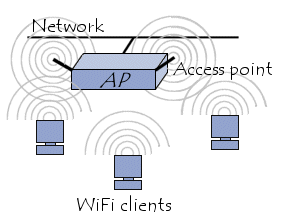 Network
Access point
AP
WiFi clients